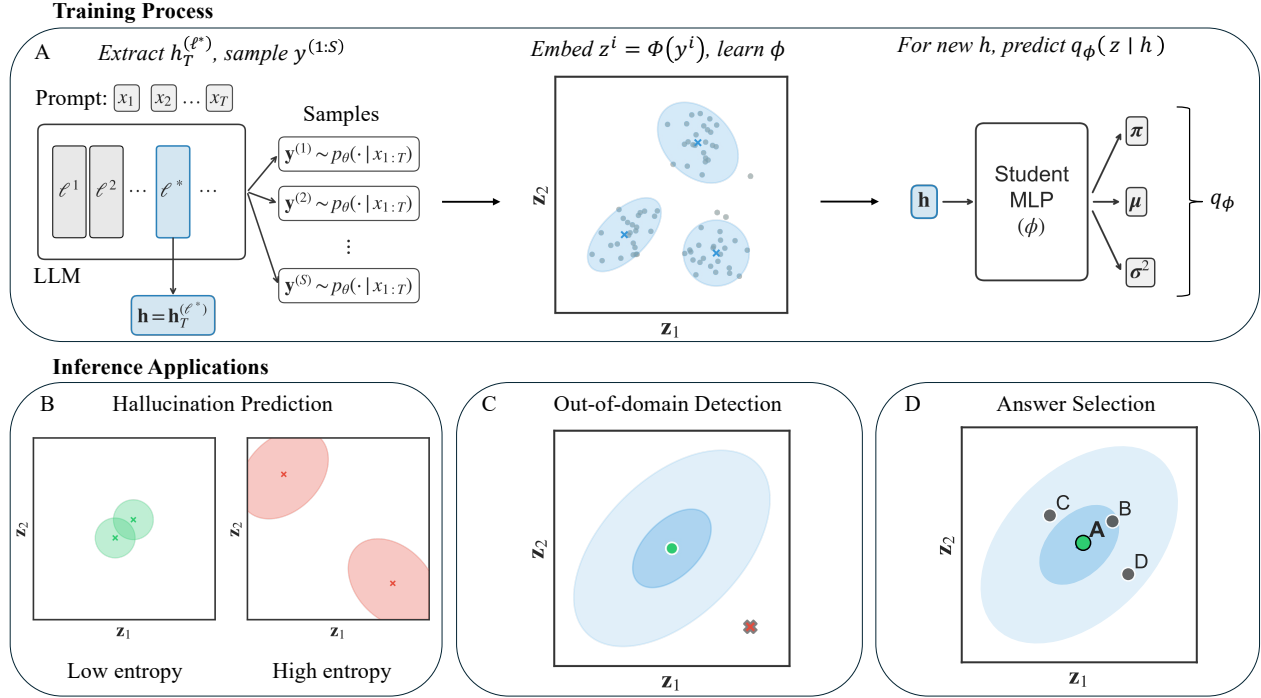 Training Process
A
Extract h_T^(ℓ*), sample y^(1:S)
Prompt: x_1 x_2 … x_T
ℓ^1 ℓ^2 … ℓ^* …
LLM
h = h_T^(ℓ*)
Samples
y^(1) ~ p_θ(· | x_1:T)
y^(2) ~ p_θ(· | x_1:T)
⋮
y^(S) ~ p_θ(· | x_1:T)
Embed z^i = Φ(y^i), learn ϕ
z_2
z_1
For new h, predict q_ϕ(z | h)
h
Student
MLP
(ϕ)
π
μ
σ^2
q_ϕ
Inference Applications
B
Hallucination Prediction
z_2
z_1
Low entropy
z_2
z_1
High entropy
C
Out-of-domain Detection
z_2
z_1
D
Answer Selection
z_2
C
B
A
D
z_1